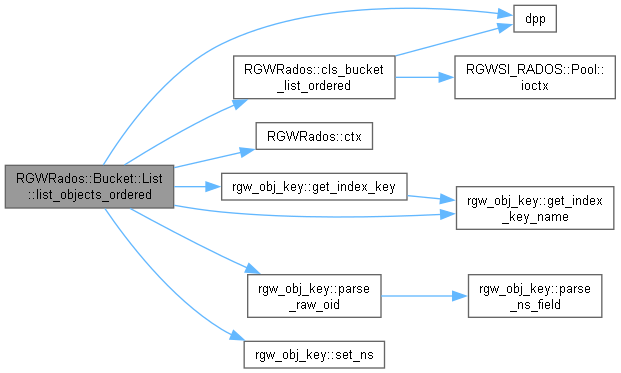 dpp
RGWRados::cls_bucket
_list_ordered
RGWSI_RADOS::Pool::
ioctx
RGWRados::ctx
RGWRados::Bucket::List
::list_objects_ordered
rgw_obj_key::get_index_key
rgw_obj_key::get_index
_key_name
rgw_obj_key::parse
_raw_oid
rgw_obj_key::parse
_ns_field
rgw_obj_key::set_ns